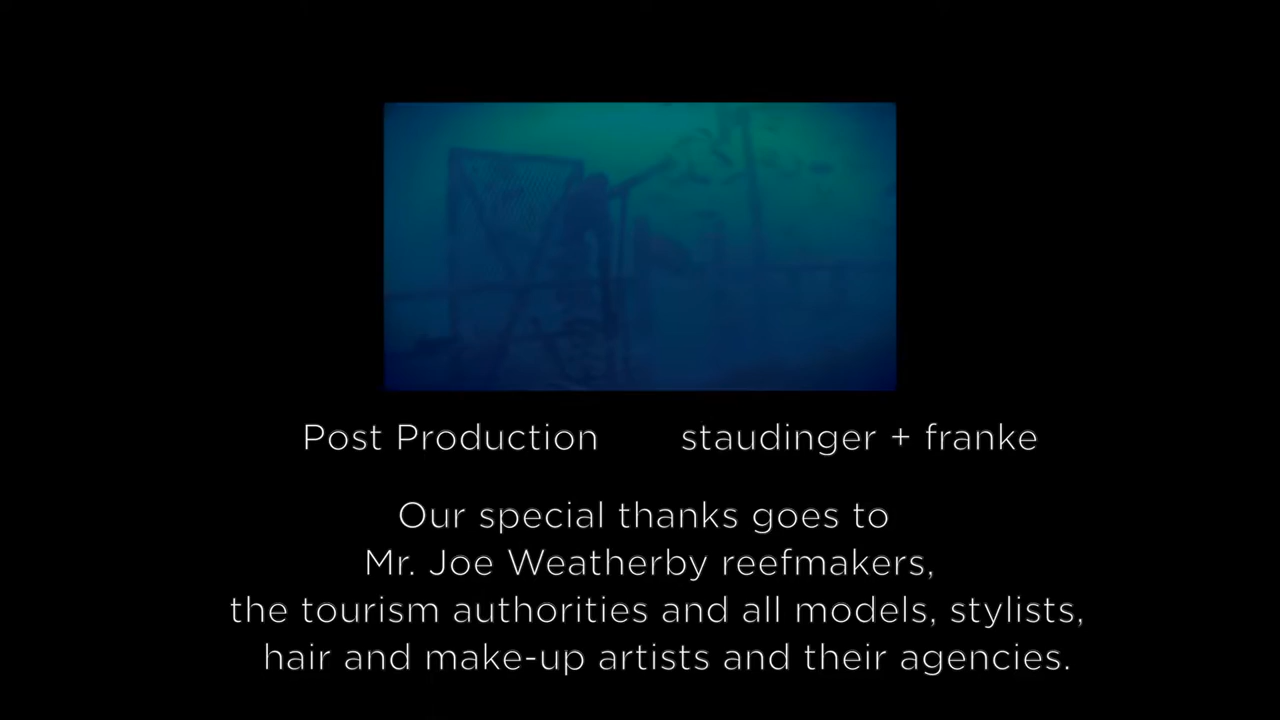 Post Production staudinger + franke
Our special thanks goes to
Mr. Joe Weatherby reefmakers,
the tourism authorities and all models, stylists,
hair and make-up artists and their agencies.